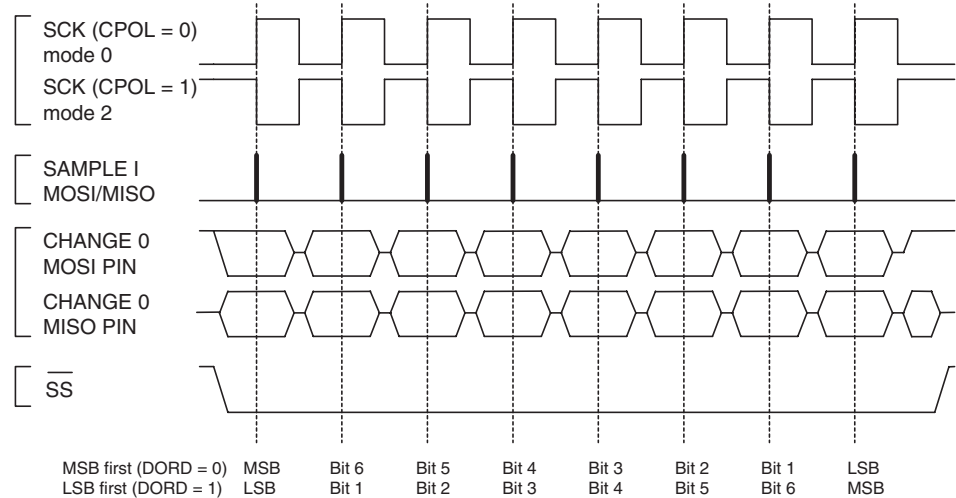 SCK (CPOL = 0)
mode 0
SCK (CPOL = 1)
mode 2
SAMPLE I
MOSI/MISO
CHANGE 0
MOSI PIN
CHANGE 0
MISO PIN
SS
MSB first (DORD = 0) MSB Bit 6 Bit 5 Bit 4 Bit 3 Bit 2 Bit 1 LSB
LSB first (DORD = 1) LSB Bit 1 Bit 2 Bit 3 Bit 4 Bit 5 Bit 6 MSB